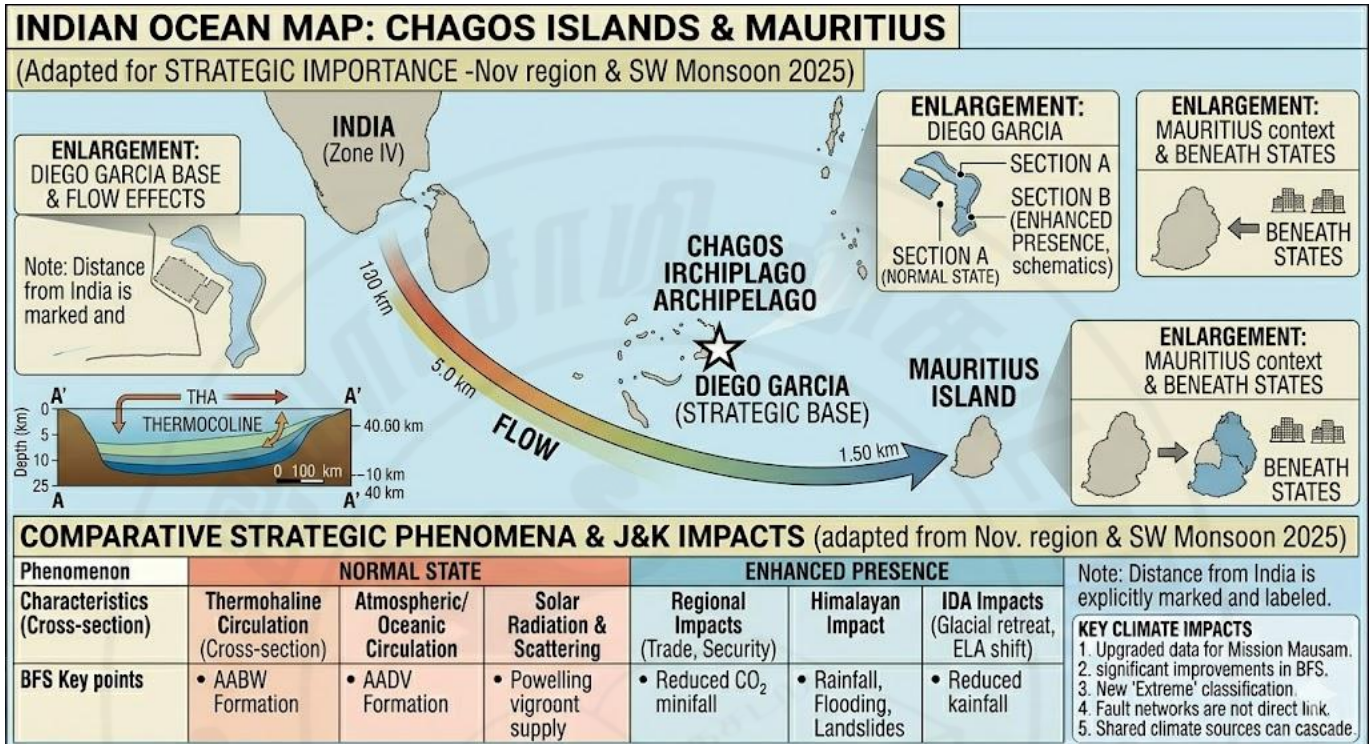 INDIAN OCEAN MAP: CHAGOS ISLANDS & MAURITIUS
(Adapted for STRATEGIC IMPORTANCE -Nov region & SW Monsoon 2025)
ENLARGEMENT:
DIEGO GARCIA BASE
& FLOW EFFECTS
Note: Distance
from India is
marked and
INDIA
(Zone IV)
ENLARGEMENT:
DIEGO GARCIA
SECTION A
SECTION B
(ENHANCED
PRESENCE,
schematics)
SECTION A
(NORMAL STATE)
ENLARGEMENT:
MAURITIUS context
& BENEATH STATES
BENEATH
STATES
CHAGOS
IRCHIPLAGO
ARCHIPELAGO
DIEGO GARCIA
(STRATEGIC BASE)
MAURITIUS
ISLAND
ENLARGEMENT:
MAURITIUS context
& BENEATH STATES
BENEATH
STATES
5.0 km
FLOW
1.50 km
A' THA A'
THERMOCOLINE
Depth (km)
0
5
10
25
40.60 km
0 100 km
10 km
40 km
A A'
COMPARATIVE STRATEGIC PHENOMENA & J&K IMPACTS (adapted from Nov. region & SW Monsoon 2025)
Phenomenon NORMAL STATE ENHANCED PRESENCE
Characteristics
(Cross-section)
Thermohaline
Circulation
(Cross-section)
Atmospheric/
Oceanic
Circulation
Solar
Radiation &
Scattering
Regional
Impacts
(Trade, Security)
Himalayan
Impact
IDA Impacts
(Glacial retreat,
ELA shift)
BFS Key points
• AABW
Formation
• AADV
Formation
• Powelling
vigroont
supply
• Reduced CO₂
minifall
• Rainfall,
Flooding,
Landslides
• Reduced
kainfall
Note: Distance from India is
explicitly marked and labeled.
KEY CLIMATE IMPACTS
1. Upgraded data for Mission Mausam.
2. significant improvements in BFS.
3. New 'Extreme' classification.
4. Fault networks are not direct link.
5. Shared climate sources can cascade.